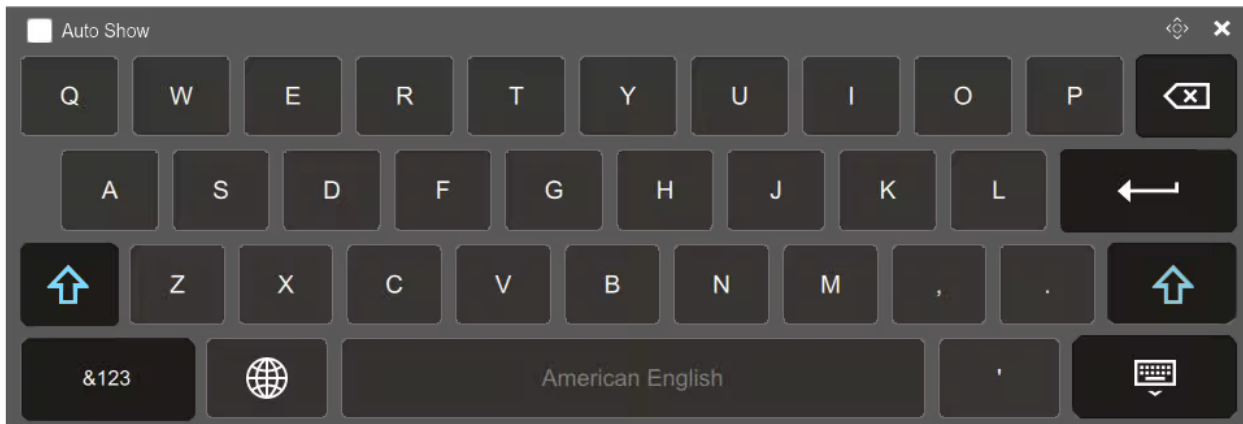 Auto Show
Q W E R T Y U I O P
A S D F G H J K L
Z X C V B N M , .
&123 American English '